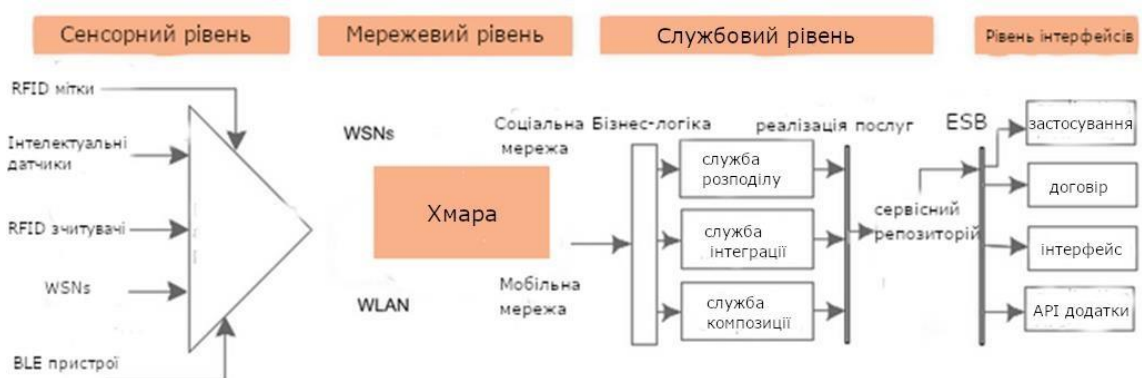 Сенсорний рівень
Мережевий рівень
Службовий рівень
Рівень інтерфейсів
RFID мітки
Інтелектуальні
датчики
RFID зчитувачі
WSNs
BLE пристрої
WSNs
Хмара
WLAN
Соціальна
мережа
Мобільна
мережа
Бізнес-логіка
служба
розподілу
служба
інтеграції
служба
композиції
реалізація послуг
сервісний
репозиторій
ESB
застосування
договір
інтерфейс
API додатки